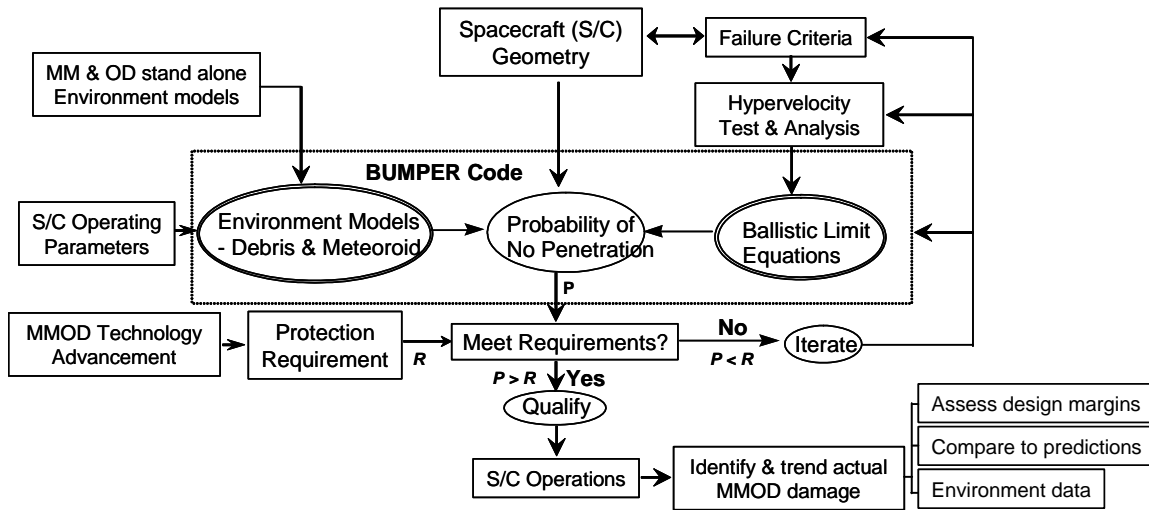 Spacecraft (S/C)
Geometry
Failure Criteria
MM & OD stand alone
Environment models
Hypervelocity
Test & Analysis
BUMPER Code
S/C Operating
Parameters
Environment Models
- Debris & Meteoroid
Probability of
No Penetration
Ballistic Limit
Equations
P
MMOD Technology
Advancement
Protection
Requirement
R
Meet Requirements?
No
P < R
Iterate
P > R
Yes
Qualify
S/C Operations
Identify & trend actual
MMOD damage
Assess design margins
Compare to predictions
Environment data